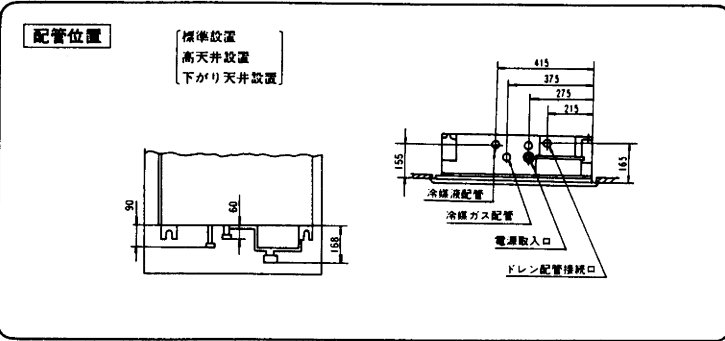 配管位置
標準設置
高天井設置
下がり天井設置
415
375
275
215
155
165
冷媒液配管
冷媒ガス配管
電源取入口
ドレン配管接続口
90
60
168